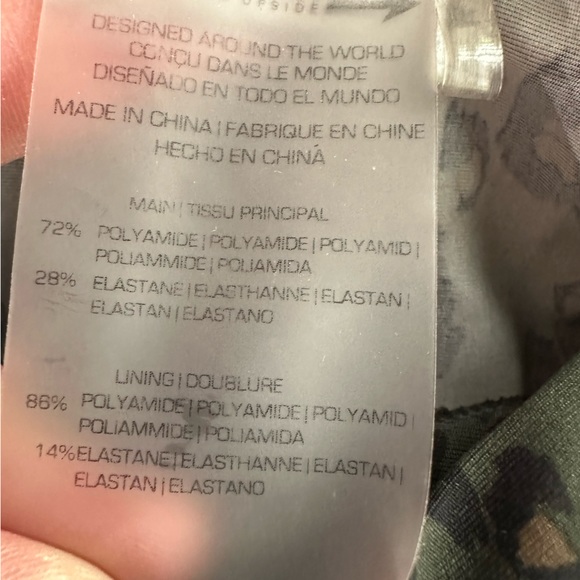 UPSIDE
DESIGNED AROUND THE WORLD
CONÇU DANS LE MONDE
DISEÑADO EN TODO EL MUNDO
MADE IN CHINA | FABRIQUE EN CHINE
HECHO EN CHINÁ
MAIN | TISSU PRINCIPAL
72% POLYAMIDE | POLYAMIDE | POLYAMID |
POLIAMMIDE | POLIAMIDA
28% ELASTANE | ELASTHANNE | ELASTAN |
ELASTAN | ELASTANO
LINING | DOUBLURE
86% POLYAMIDE | POLYAMIDE | POLYAMID |
POLIAMMIDE | POLIAMIDA
14% ELASTANE | ELASTHANNE | ELASTAN |
ELASTAN | ELASTANO